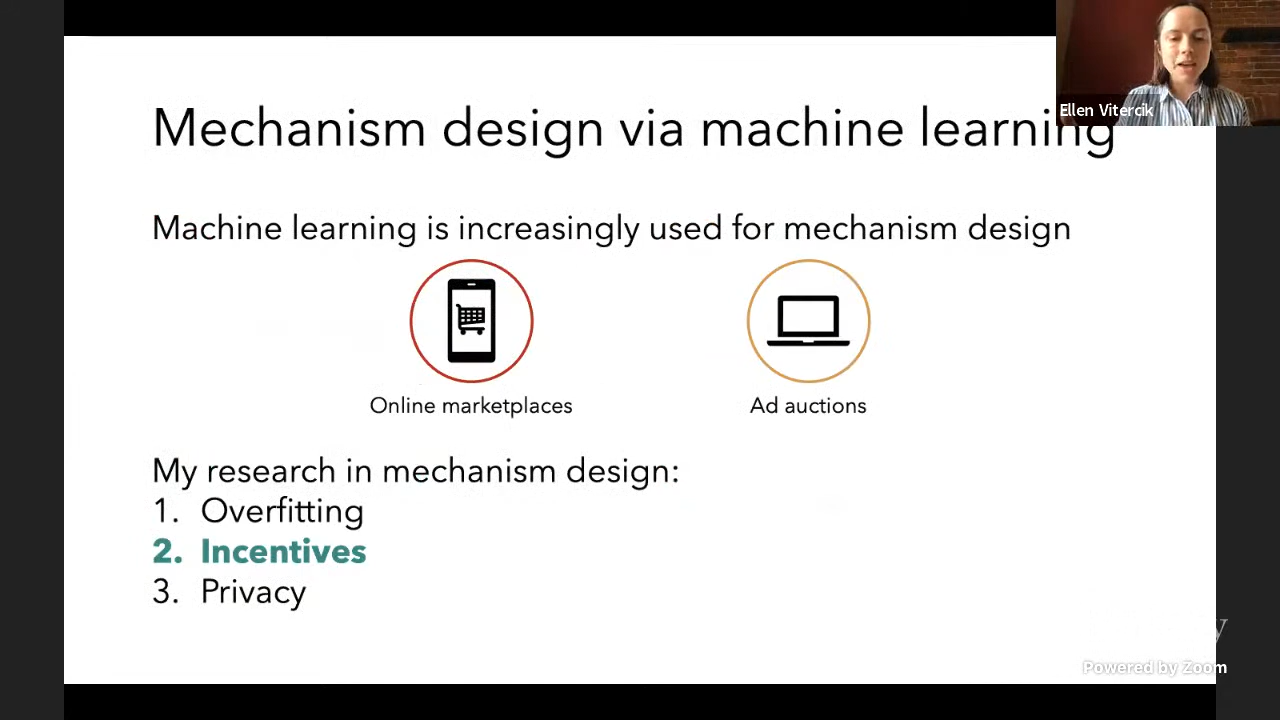 Mechanism design via machine learning
Ellen Vitercik
Machine learning is increasingly used for mechanism design
Online marketplaces
Ad auctions
My research in mechanism design:
1. Overfitting
2. Incentives
3. Privacy
Powered by Zoom